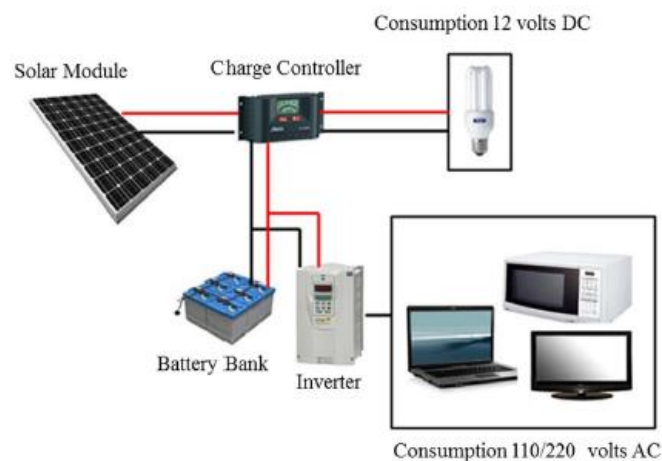 Consumption 12 volts DC
Solar Module
Charge Controller
Battery Bank
Inverter
Consumption 110/220 volts AC